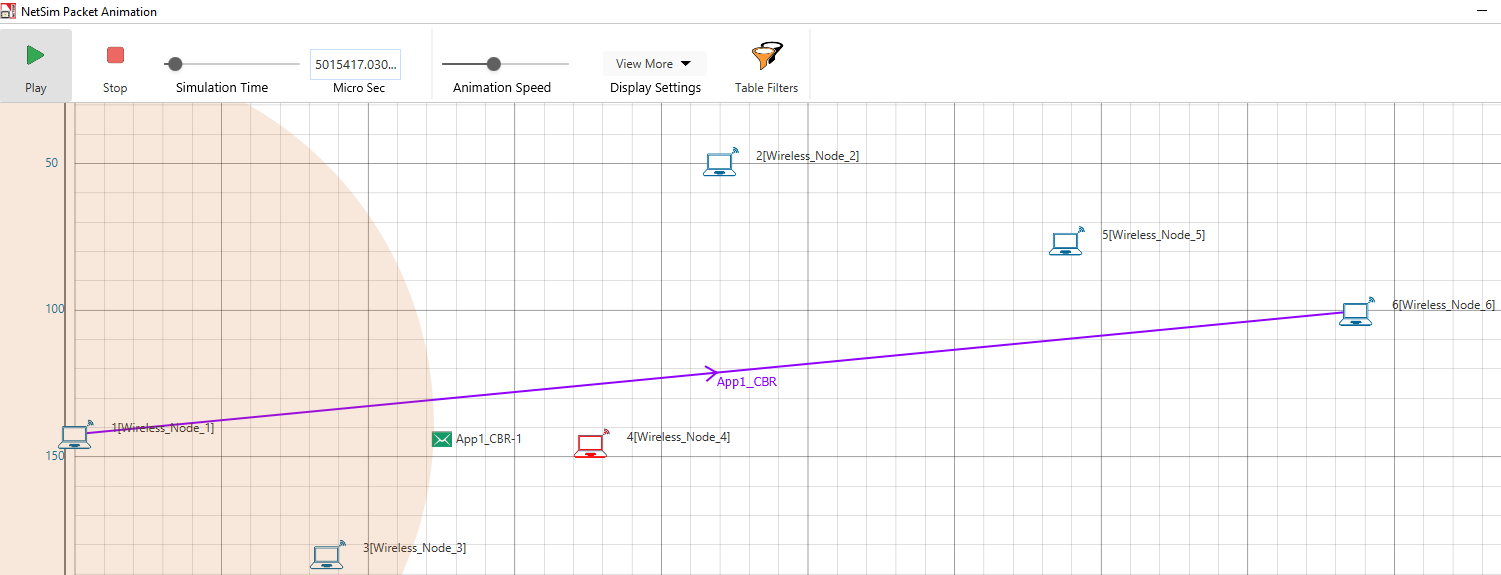 NetSim Packet Animation
Play
Stop
Simulation Time
5015417.030...
Micro Sec
Animation Speed
View More
Display Settings
Table Filters
50
2[Wireless_Node_2]
5[Wireless_Node_5]
100
6[Wireless_Node_6]
App1_CBR
1[Wireless_Node_1]
App1_CBR-1
4[Wireless_Node_4]
150
3[Wireless_Node_3]